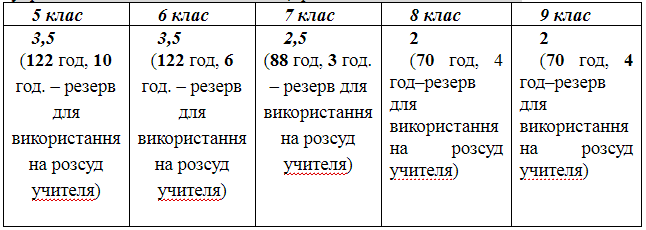 5 клас
6 клас
7 клас
8 клас
9 клас
3,5
(122 год, 10
год. – резерв
для
використання
на розсуд
учителя)
3,5
(122 год, 6
год. – резерв
для
використання
на розсуд
учителя)
2,5
(88 год, 3 год.
– резерв для
використання
на розсуд
учителя)
2
(70 год, 4
год–резерв
для
використання
на розсуд
учителя)
2
(70 год, 4
год–резерв
для
використання
на розсуд
учителя)